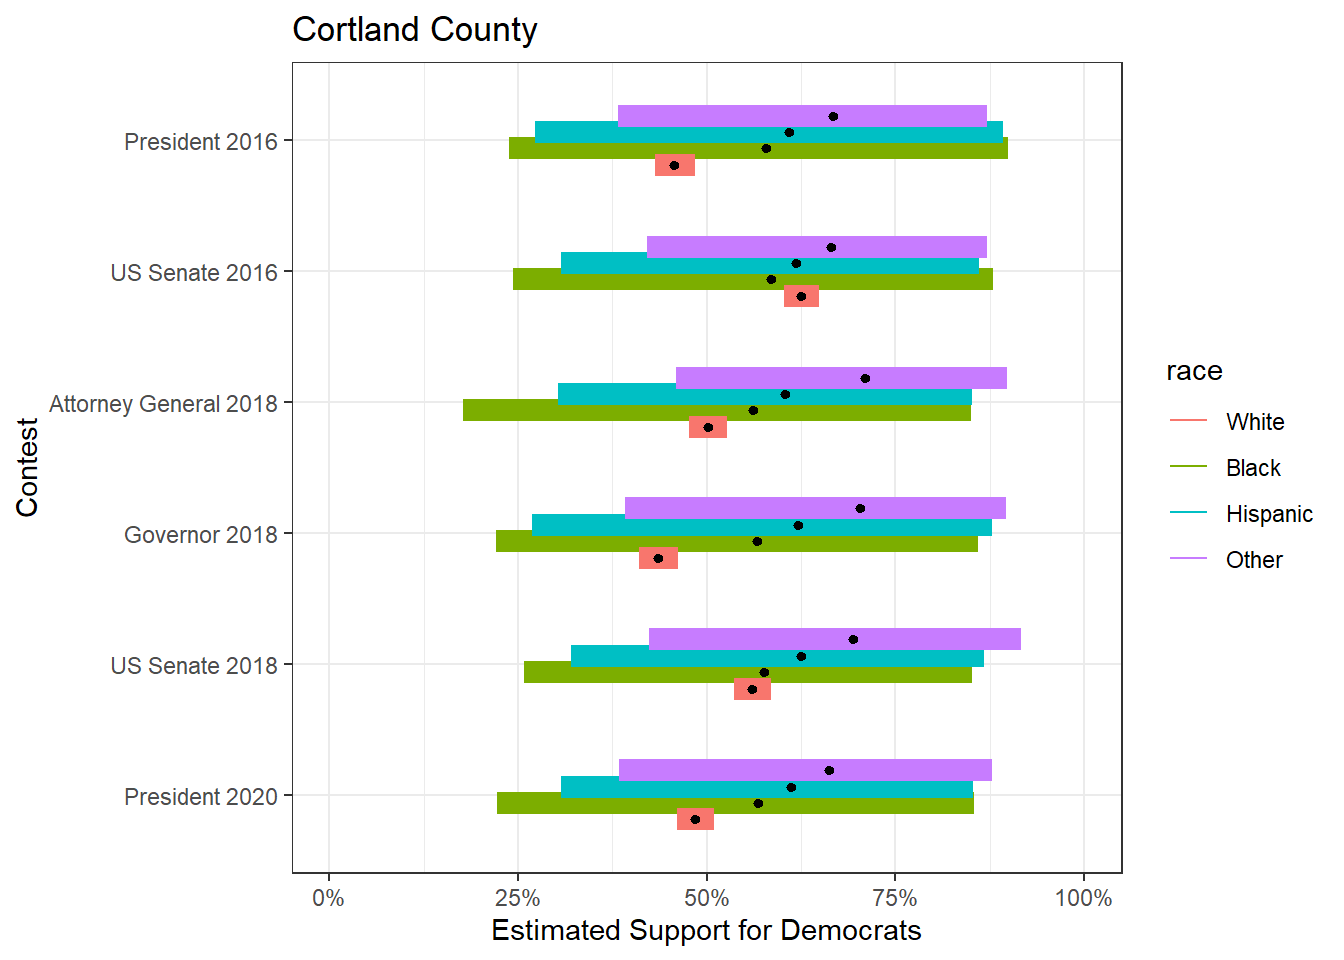 Cortland County
President 2016
US Senate 2016
Attorney General 2018
Governor 2018
US Senate 2018
President 2020
Contest
0% 25% 50% 75% 100%
Estimated Support for Democrats
race
White
Black
Hispanic
Other